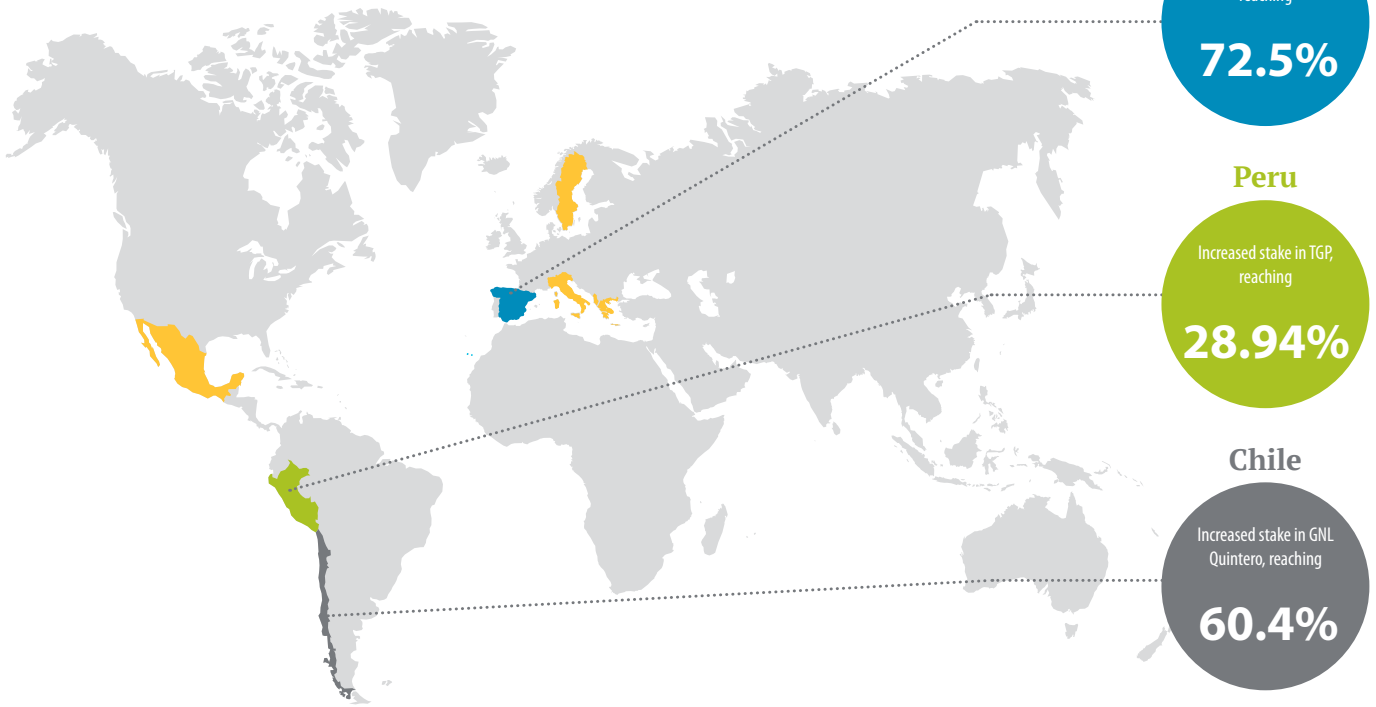 reaching
72.5%
Peru
Increased stake in TGP,
reaching
28.94%
Chile
Increased stake in GNL
Quintero, reaching
60.4%